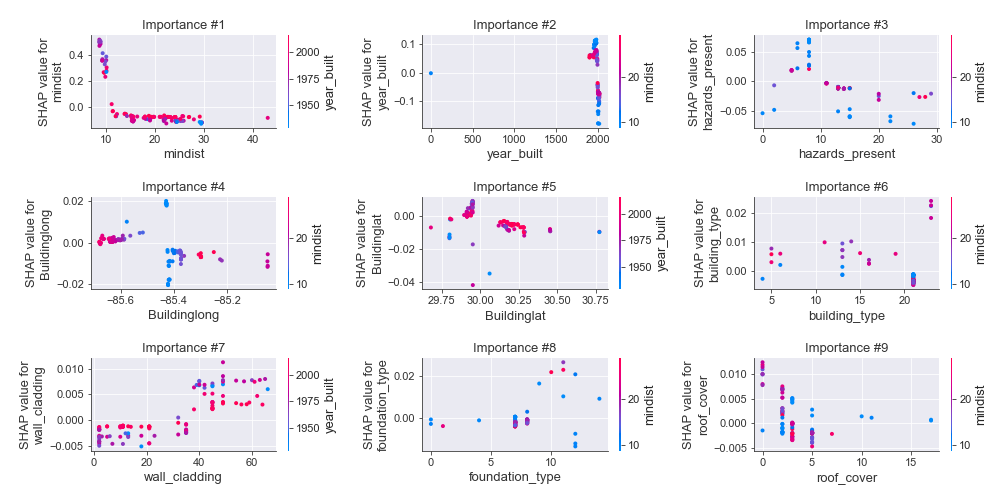 Importance #1
SHAP value for
mindist
0.4
0.2
0.0
10
20
30
40
mindist
2000
1975
1950
year_built
Importance #2
SHAP value for
year_built
0.1
0.0
−0.1
0
500
1000
1500
2000
year_built
20
10
mindist
Importance #3
SHAP value for
hazards_present
0.05
0.00
−0.05
0
10
20
30
hazards_present
20
10
mindist
Importance #4
SHAP value for
Buildinglong
0.02
0.00
−0.02
−85.6
−85.4
−85.2
Buildinglong
20
10
mindist
Importance #5
SHAP value for
Buildinglat
0.00
−0.02
−0.04
29.75
30.00
30.25
30.50
30.75
Buildinglat
2000
1975
1950
year_built
Importance #6
SHAP value for
building_type
0.02
0.01
0.00
5
10
15
20
building_type
20
10
mindist
Importance #7
SHAP value for
wall_cladding
0.010
0.005
0.000
−0.005
0
20
40
60
wall_cladding
2000
1975
1950
year_built
Importance #8
SHAP value for
foundation_type
0.02
0.00
0
5
10
foundation_type
20
10
mindist
Importance #9
SHAP value for
roof_cover
0.010
0.005
0.000
−0.005
0
5
10
15
roof_cover
20
10
mindist